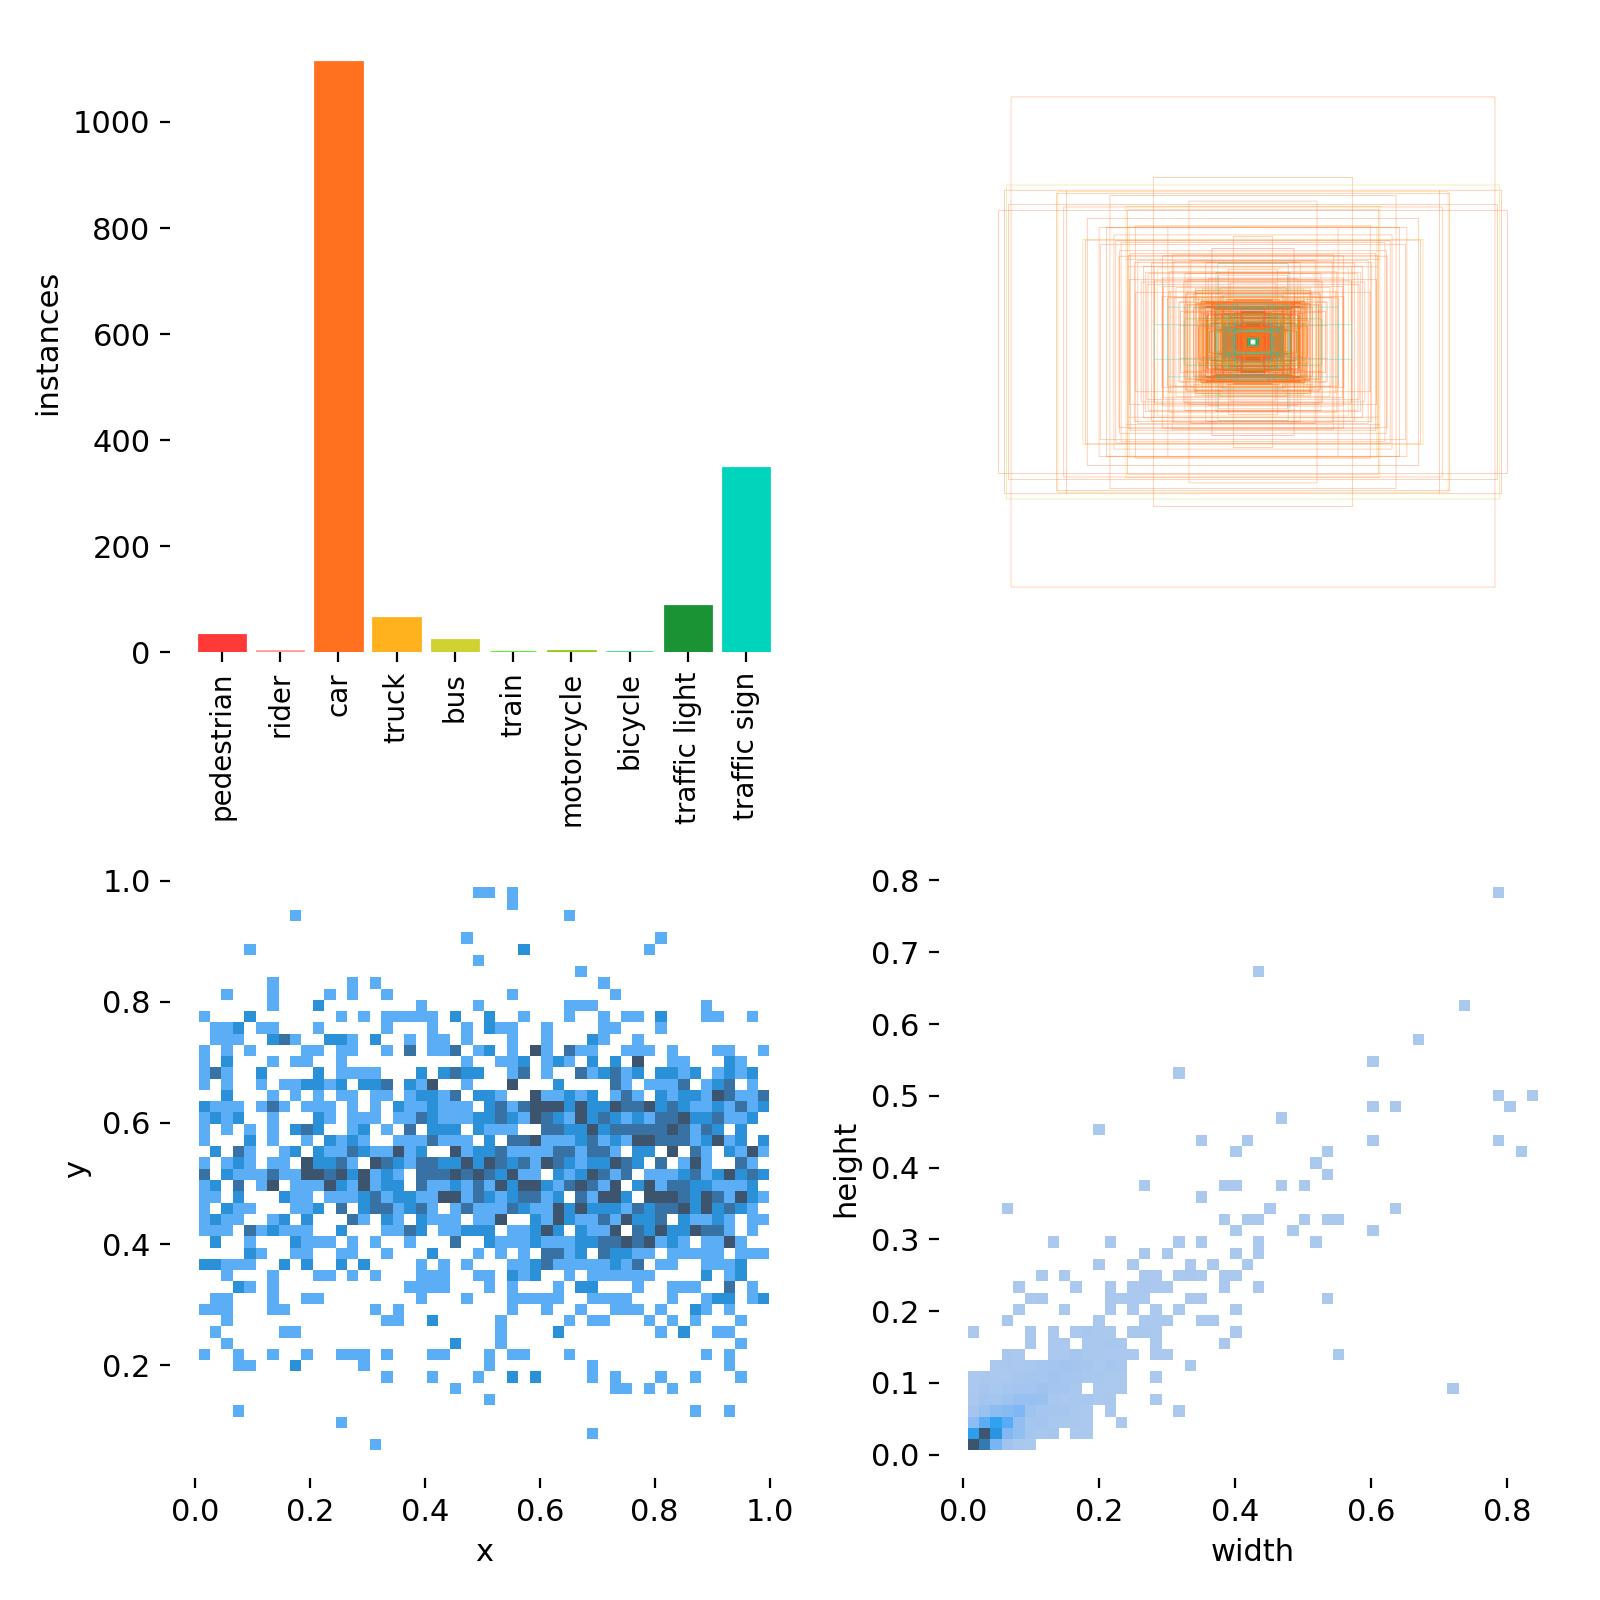 instances
1000
800
600
400
200
0
pedestrian
rider
car
truck
bus
train
motorcycle
bicycle
traffic light
traffic sign
y
1.0
0.8
0.6
0.4
0.2
0.0 0.2 0.4 0.6 0.8 1.0
x
height
0.8
0.7
0.6
0.5
0.4
0.3
0.2
0.1
0.0
0.0 0.2 0.4 0.6 0.8
width